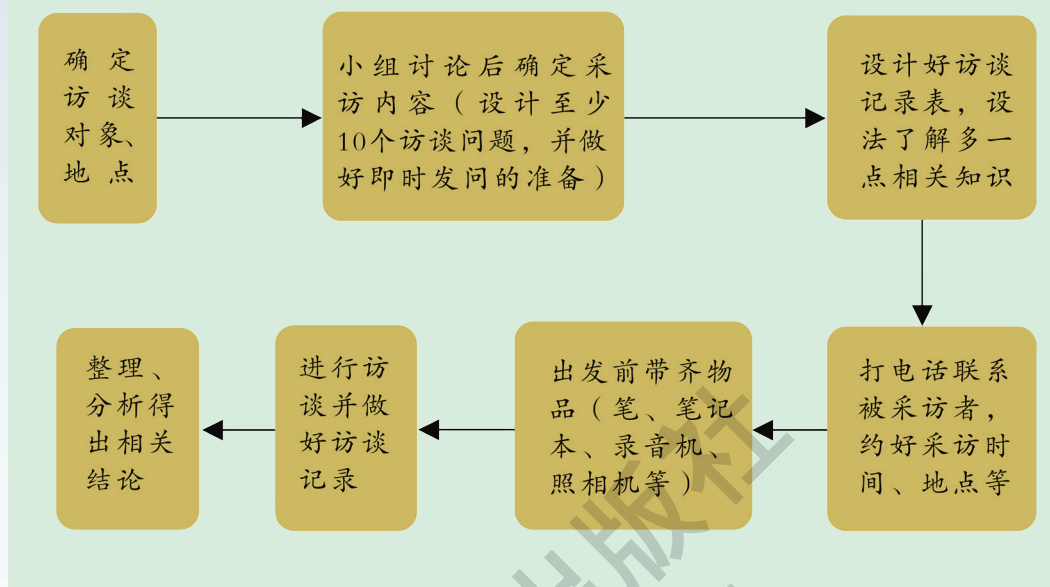 确定
访谈
对象、
地点
小组讨论后确定采
访内容（设计至少
10个访谈问题，并做
好即时发问的准备）
设计好访谈
记录表，设
法了解多一
点相关知识
打电话联系
被采访者，
约好采访时
间、地点等
出发前带齐物
品（笔、笔记
本、录音机、
照相机等）
进行访
谈并做
好访谈
记录
整理、
分析得
出相关
结论
出版社